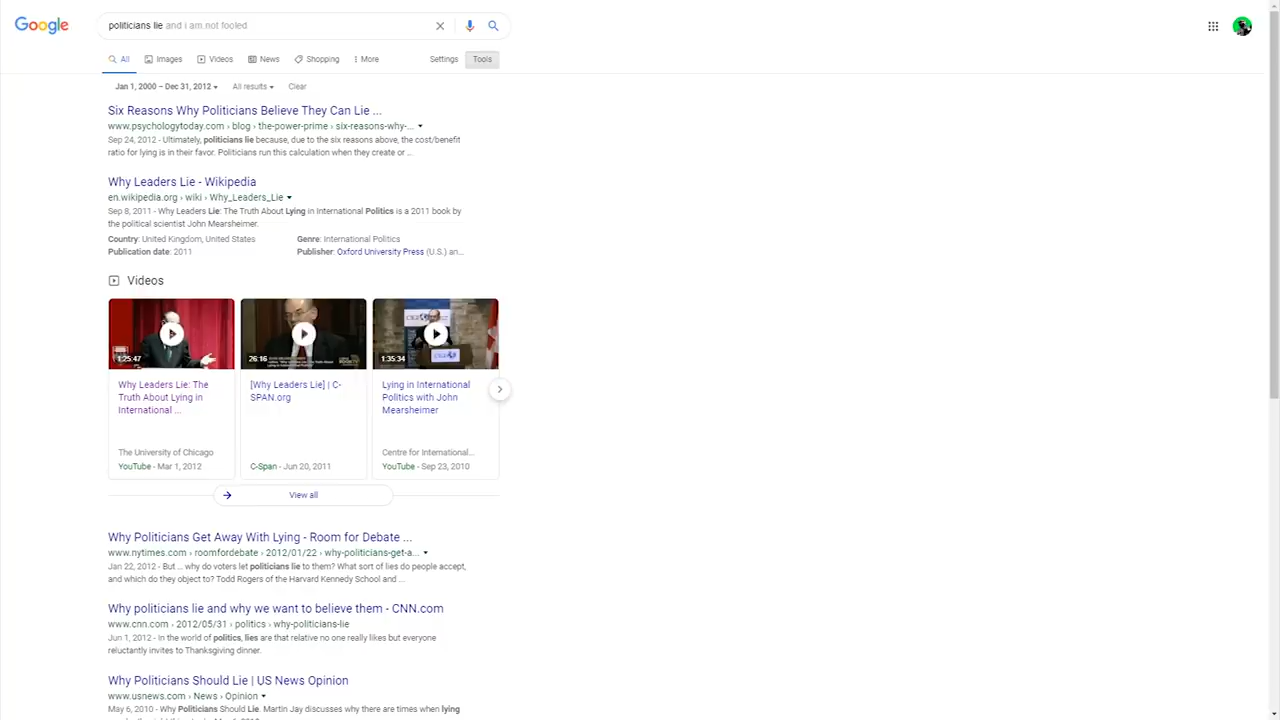 Google
politicians lie and i am not fooled.
All Images Videos News Shopping More Settings Tools
Jan 1, 2000 – Dec 31, 2012 All results Clear
Six Reasons Why Politicians Believe They Can Lie ...
www.psychologytoday.com › blog › the-power-prime › six-reasons-why-...
Sep 24, 2012 - Ultimately, politicians lie because, due to the six reasons above, the cost/benefit
ratio for lying is in their favor. Politicians run this calculation when they create or ...
Why Leaders Lie - Wikipedia
en.wikipedia.org › wiki › Why_Leaders_Lie
Sep 8, 2011 - Why Leaders Lie: The Truth About Lying in International Politics is a 2011 book by
the political scientist John Mearsheimer.
Country: United Kingdom, United States Genre: International Politics
Publication date: 2011 Publisher: Oxford University Press (U.S.) an...
Videos
1:25:47
26:16
1:35:34
Why Leaders Lie: The
Truth About Lying in
International ...
The University of Chicago
YouTube - Mar 1, 2012
[Why Leaders Lie] | C-
SPAN.org
C-Span - Jun 20, 2011
Lying in International
Politics with John
Mearsheimer
Centre for International...
YouTube - Sep 23, 2010
View all
Why Politicians Get Away With Lying - Room for Debate ...
www.nytimes.com › roomfordebate › 2012/01/22 › why-politicians-get-a...
Jan 22, 2012 - But ... why do voters let politicians lie to them? What sort of lies do people accept,
and which do they object to? Todd Rogers of the Harvard Kennedy School and ...
Why politicians lie and why we want to believe them - CNN.com
www.cnn.com › 2012/05/31 › politics › why-politicians-lie
Jun 1, 2012 - In the world of politics, lies are that relative no one really likes but everyone
reluctantly invites to Thanksgiving dinner.
Why Politicians Should Lie | US News Opinion
www.usnews.com › News › Opinion
May 6, 2010 - Why Politicians Should Lie. Martin Jay discusses why there are times when lying